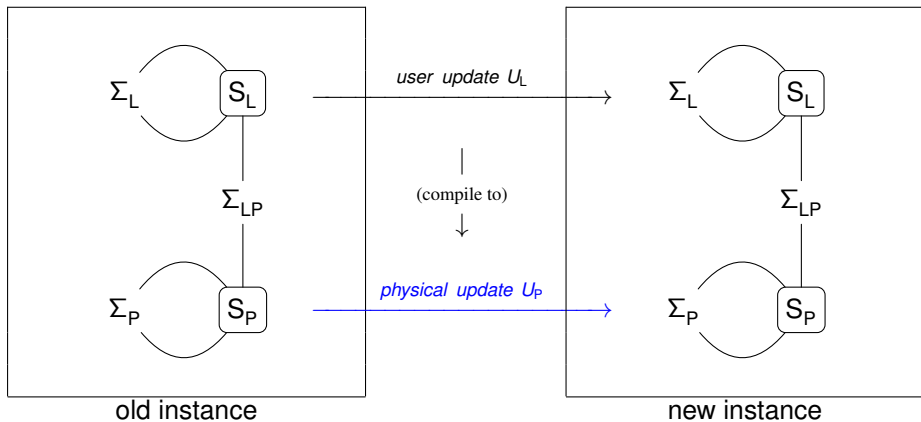 user update U_L
Σ_L S_L
Σ_L S_L
(compile to)
Σ_LP
Σ_LP
physical update U_P
Σ_P S_P
Σ_P S_P
old instance
new instance